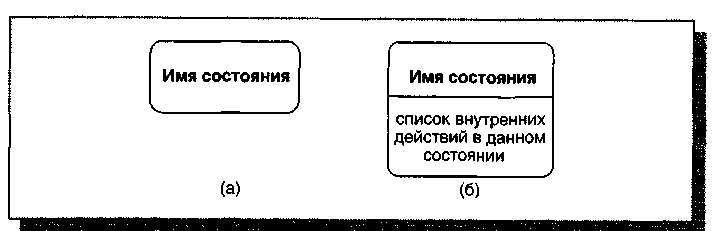 Имя состояния
Имя состояния
список внутренних
действий в данном
состоянии
(а)
(б)